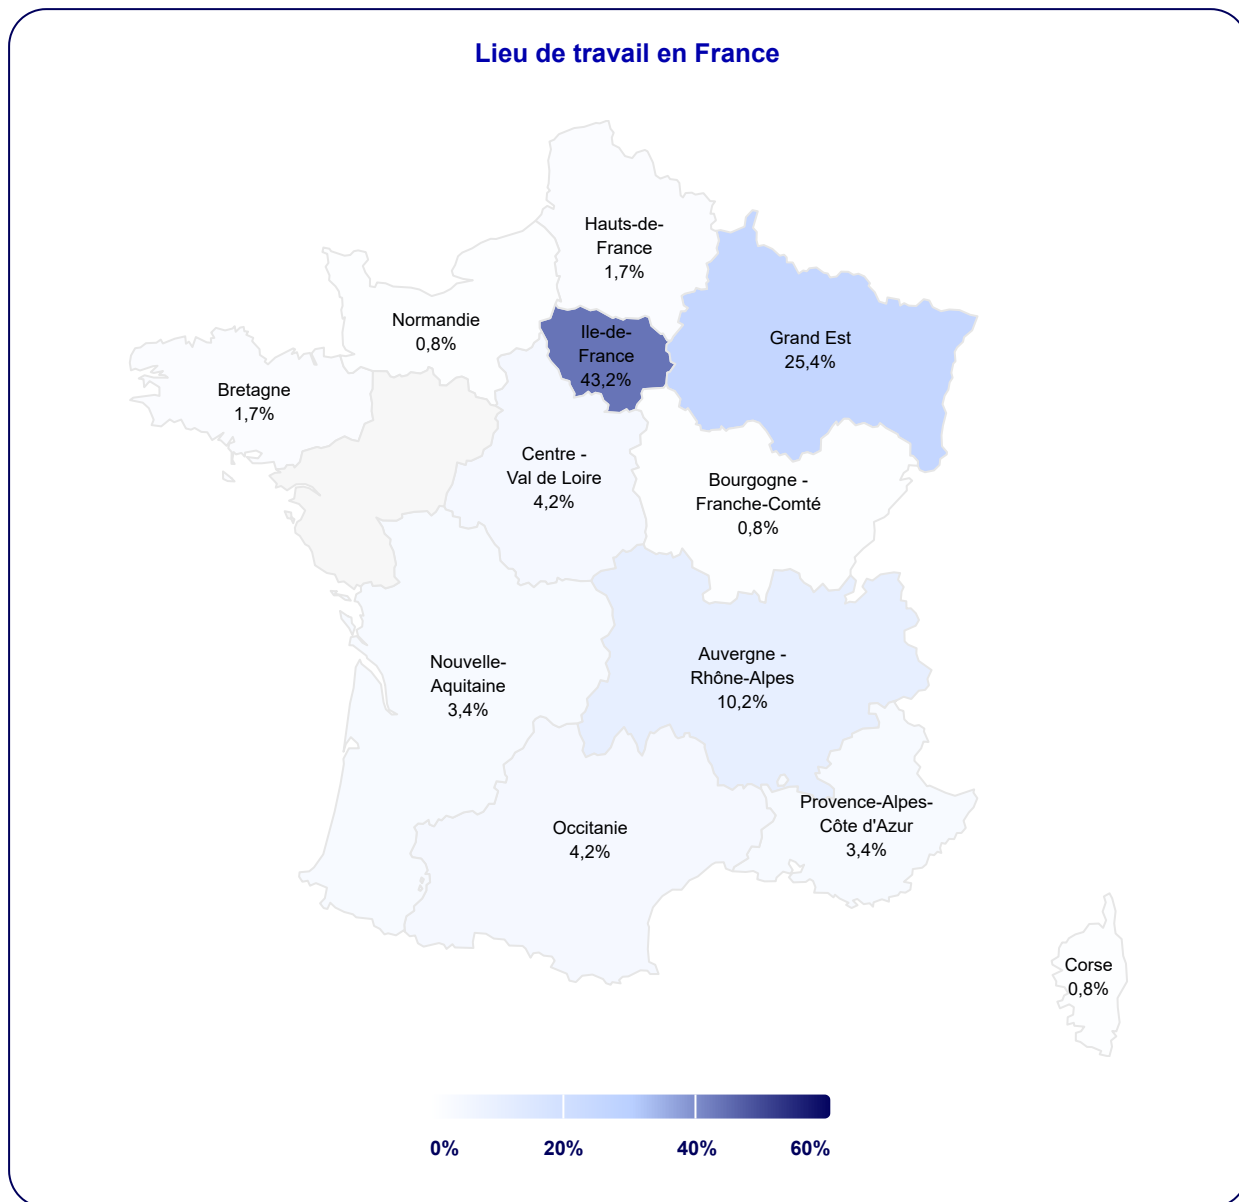 Lieu de travail en France
Hauts-de-
France
1,7%
Normandie
0,8%
Ile-de-
France
43,2%
Grand Est
25,4%
Bretagne
1,7%
Centre -
Val de Loire
4,2%
Bourgogne -
Franche-Comté
0,8%
Nouvelle-
Aquitaine
3,4%
Auvergne -
Rhône-Alpes
10,2%
Occitanie
4,2%
Provence-Alpes-
Côte d'Azur
3,4%
Corse
0,8%
0% 20% 40% 60%